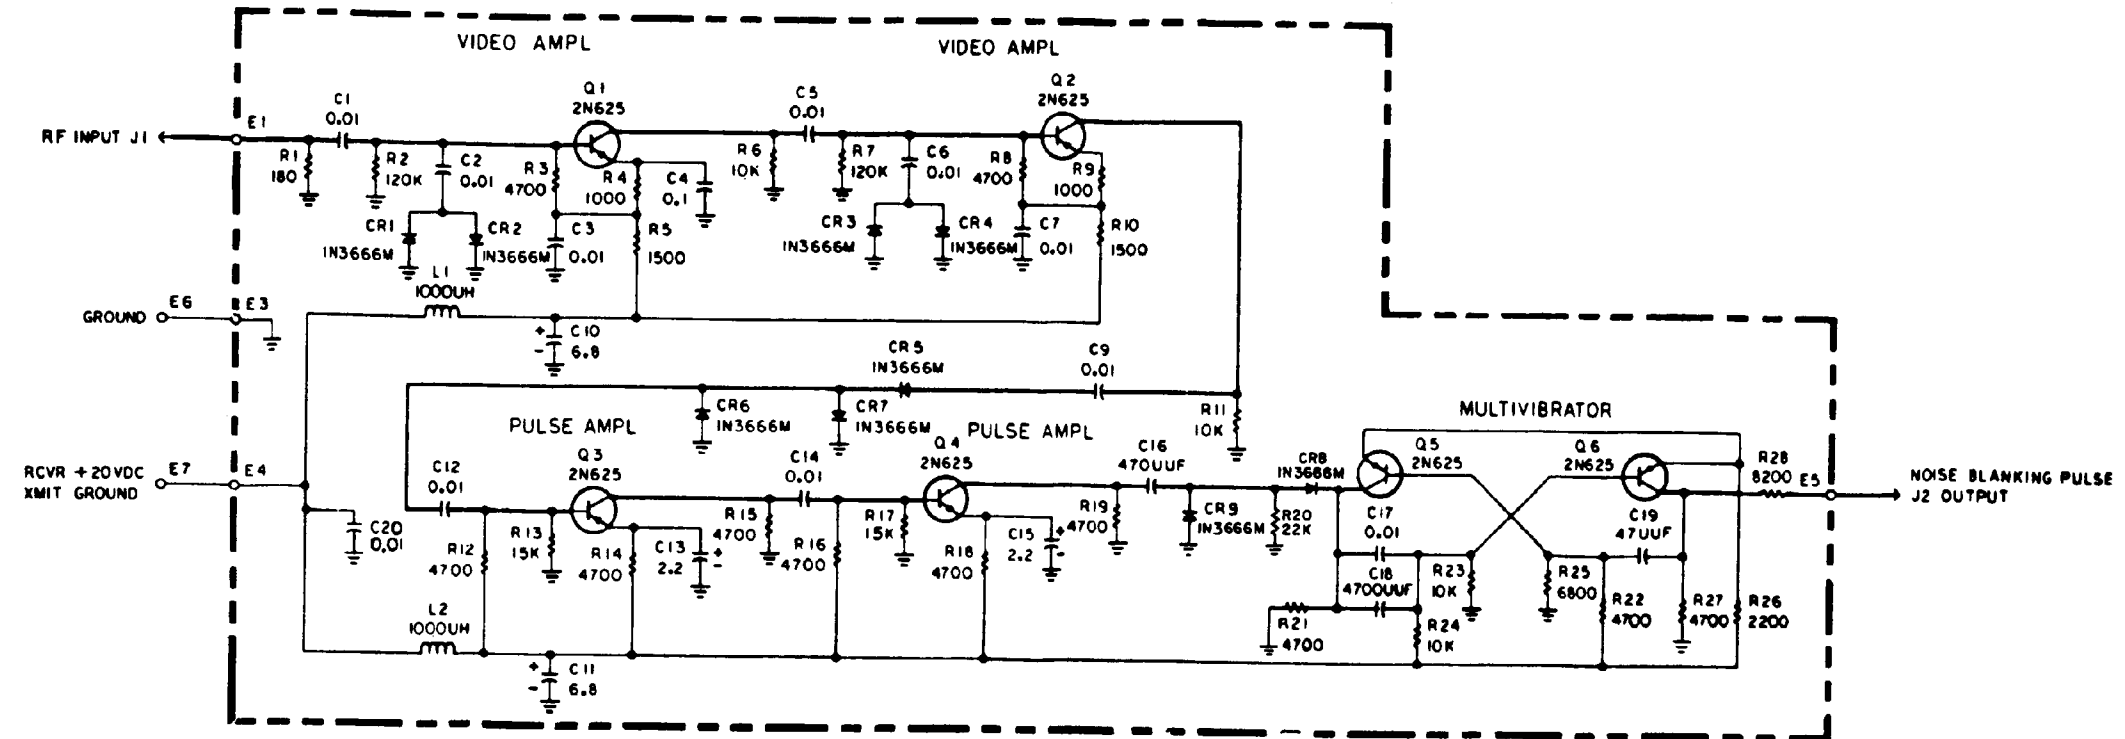 VIDEO AMPL
VIDEO AMPL
Q1
2N625
Q2
2N625
C1
0.01
C5
0.01
RF INPUT J1
E1
R1
180
R2
120K
C2
0.01
R3
4700
R4
1000
C4
0.1
R6
10K
R7
120K
C6
0.01
R8
4700
R9
1000
CR1
1N3666M
CR2
1N3666M
C3
0.01
R5
1500
CR3
1N3666M
CR4
1N3666M
C7
0.01
R10
1500
L1
1000UH
GROUND
E6
E3
+
-
C10
6.8
CR5
1N3666M
C9
0.01
CR6
1N3666M
CR7
1N3666M
R11
10K
PULSE AMPL
PULSE AMPL
MULTIVIBRATOR
RCVR +20VDC
XMIT GROUND
E7
E4
C12
0.01
Q3
2N625
C14
0.01
Q4
2N625
C16
470UUF
CR8
1N3666M
Q5
2N625
Q6
2N625
R28
8200
E5
NOISE BLANKING PULSE
J2 OUTPUT
C20
0.01
R12
4700
R13
15K
R14
4700
C13
2.2
+
-
R15
4700
R16
4700
R17
15K
R18
4700
C15
2.2
+
-
R19
4700
CR9
1N3666M
R20
22K
C17
0.01
C19
47UUF
C18
4700UUF
R23
10K
R25
6800
R21
4700
R24
10K
R22
4700
R27
4700
R26
2200
L2
1000UH
+
-
C11
6.8